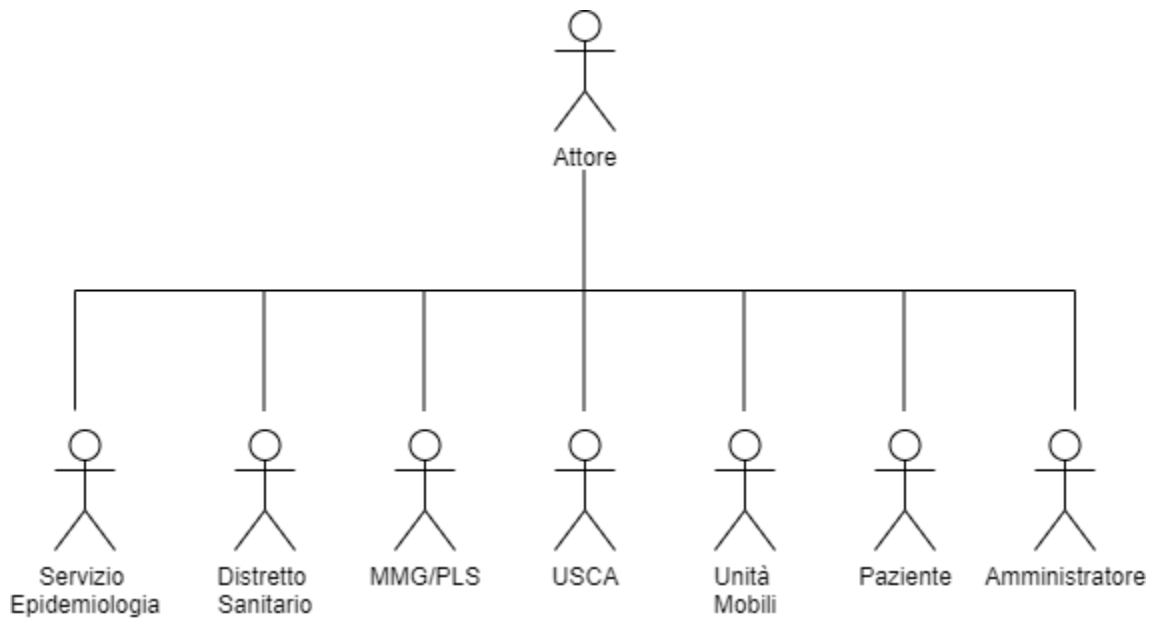 Attore
Servizio
Epidemiologia
Distretto
Sanitario
MMG/PLS
USCA
Unità
Mobili
Paziente
Amministratore